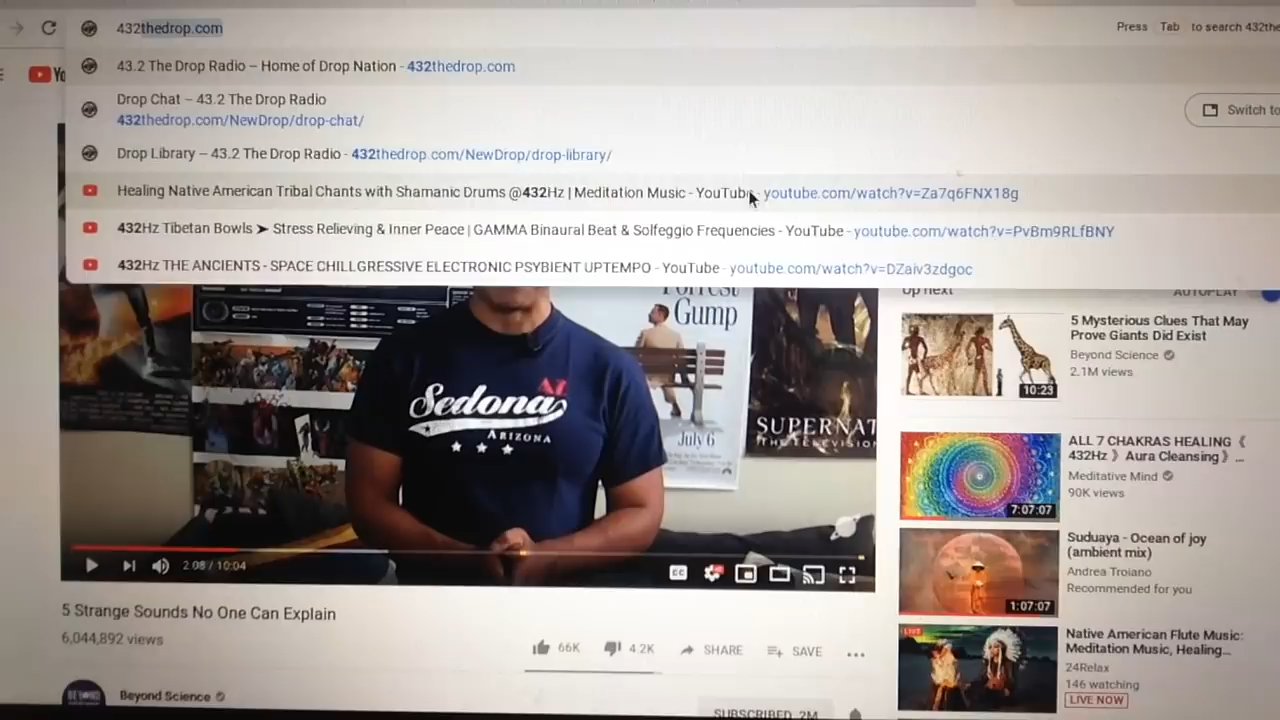 432thedrop.com
Press Tab to search 432the
43.2 The Drop Radio – Home of Drop Nation - 432thedrop.com
Drop Chat – 43.2 The Drop Radio
432thedrop.com/NewDrop/drop-chat/
Switch to
Drop Library – 43.2 The Drop Radio - 432thedrop.com/NewDrop/drop-library/
Healing Native American Tribal Chants with Shamanic Drums @432Hz | Meditation Music - YouTube - youtube.com/watch?v=Za7q6FNX18g
432Hz Tibetan Bowls ➤ Stress Relieving & Inner Peace | GAMMA Binaural Beat & Solfeggio Frequencies - YouTube - youtube.com/watch?v=PvBm9RLfBNY
432Hz THE ANCIENTS - SPACE CHILLGRESSIVE ELECTRONIC PSYBIENT UPTEMPO - YouTube - youtube.com/watch?v=DZaiv3zdgoc
Forrest
Gump
July 6
SUPERNAT
THE TELEVISION
Sedona AZ
ARIZONA
2:08 / 10:04
CC
5 Strange Sounds No One Can Explain
6,044,892 views
66K
4.2K
SHARE
SAVE
Beyond Science
SUBSCRIBED 2M
Up next
AUTOPLAY
5 Mysterious Clues That May
Prove Giants Did Exist
Beyond Science
2.1M views
10:23
ALL 7 CHAKRAS HEALING 《
432Hz 》 Aura Cleansing 》 ...
Meditative Mind
90K views
7:07:07
Suduaya - Ocean of joy
(ambient mix)
Andrea Troiano
Recommended for you
1:07:07
LIVE
Native American Flute Music:
Meditation Music, Healing...
24Relax
146 watching
LIVE NOW